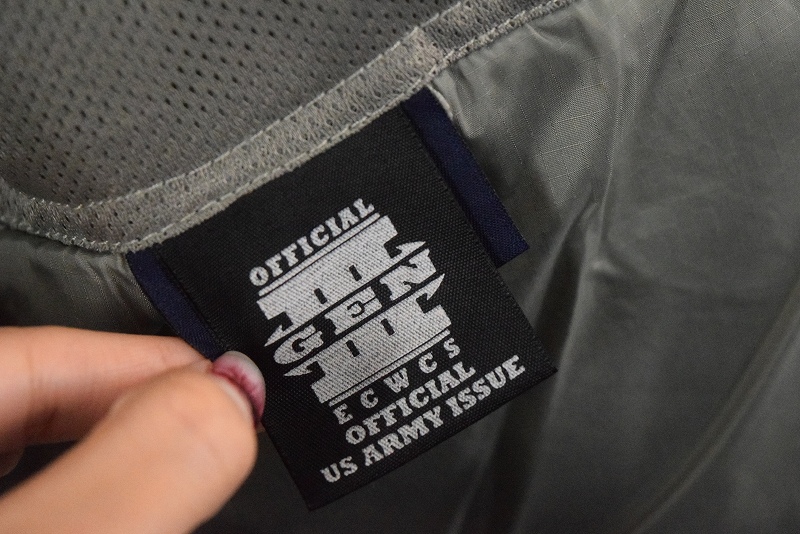 OFFICIAL
III
GEN
E C W C S
OFFICIAL
US ARMY ISSUE